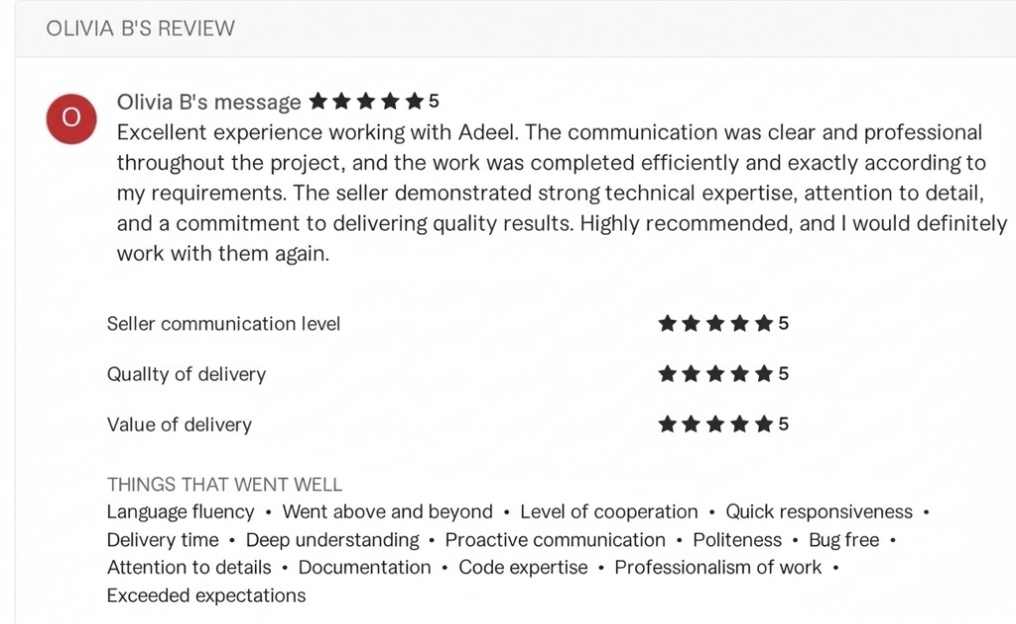 OLIVIA B'S REVIEW
O
Olivia B's message ★★★★★ 5
Excellent experience working with Adeel. The communication was clear and professional
throughout the project, and the work was completed efficiently and exactly according to
my requirements. The seller demonstrated strong technical expertise, attention to detail,
and a commitment to delivering quality results. Highly recommended, and I would definitely
work with them again.
Seller communication level ★★★★★ 5
Quallty of delivery ★★★★★ 5
Value of delivery ★★★★★ 5
THINGS THAT WENT WELL
Language fluency • Went above and beyond • Level of cooperation • Quick responsiveness •
Delivery time • Deep understanding • Proactive communication • Politeness • Bug free •
Attention to details • Documentation • Code expertise • Professionalism of work •
Exceeded expectations